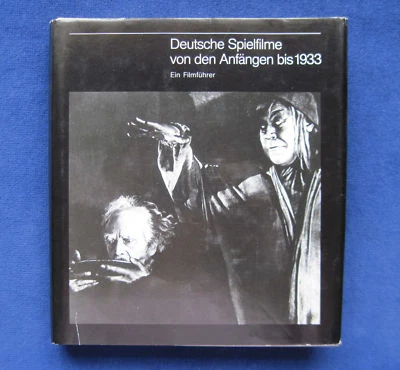 Deutsche Spielfilme
von den Anfängen bis 1933
Ein Filmführer